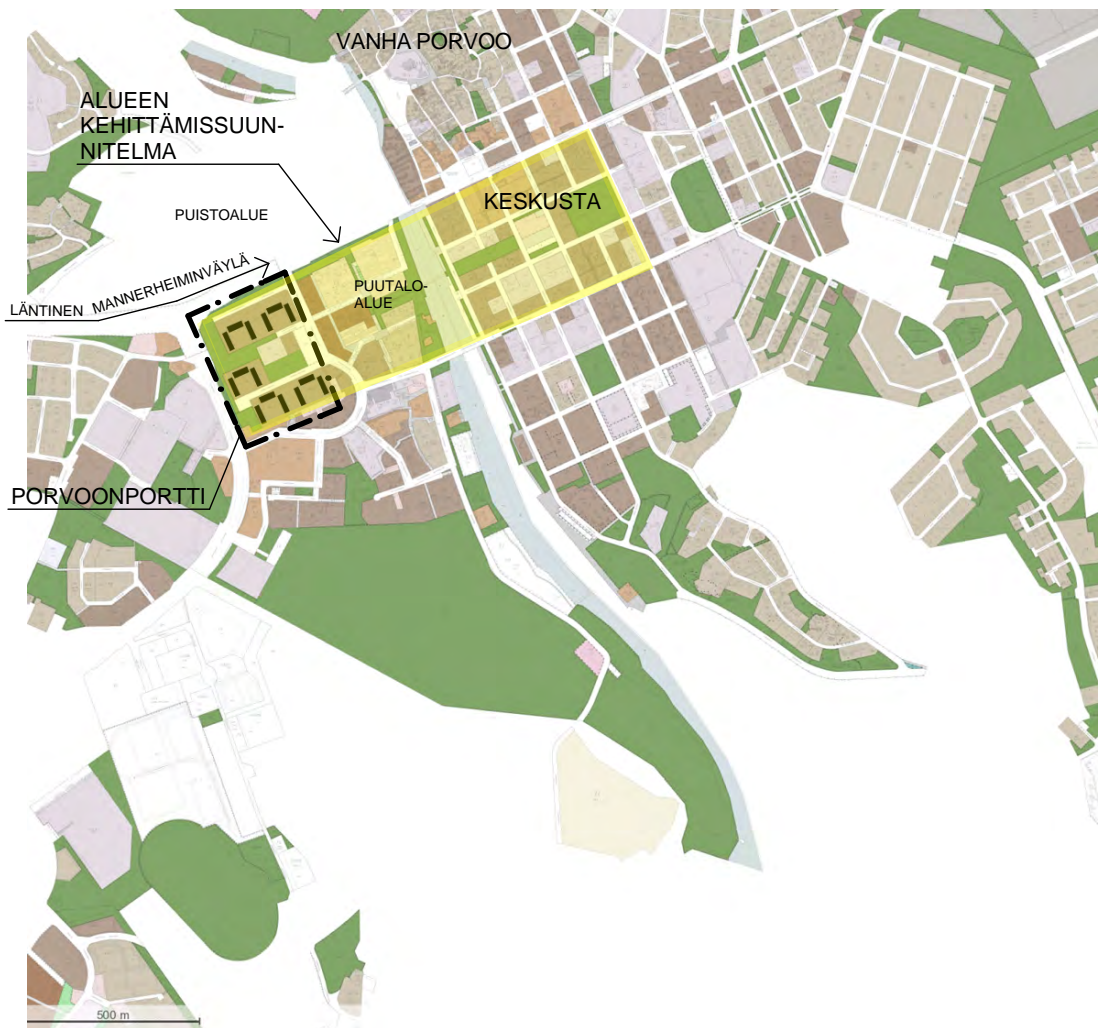 VANHA PORVOO
ALUEEN
KEHITTÄMISSUUN-
NITELMA
KESKUSTA
PUISTOALUE
LÄNTINEN MANNERHEIMINVÄYLÄ
PUUTALO-
ALUE
PORVOONPORTTI
500 m